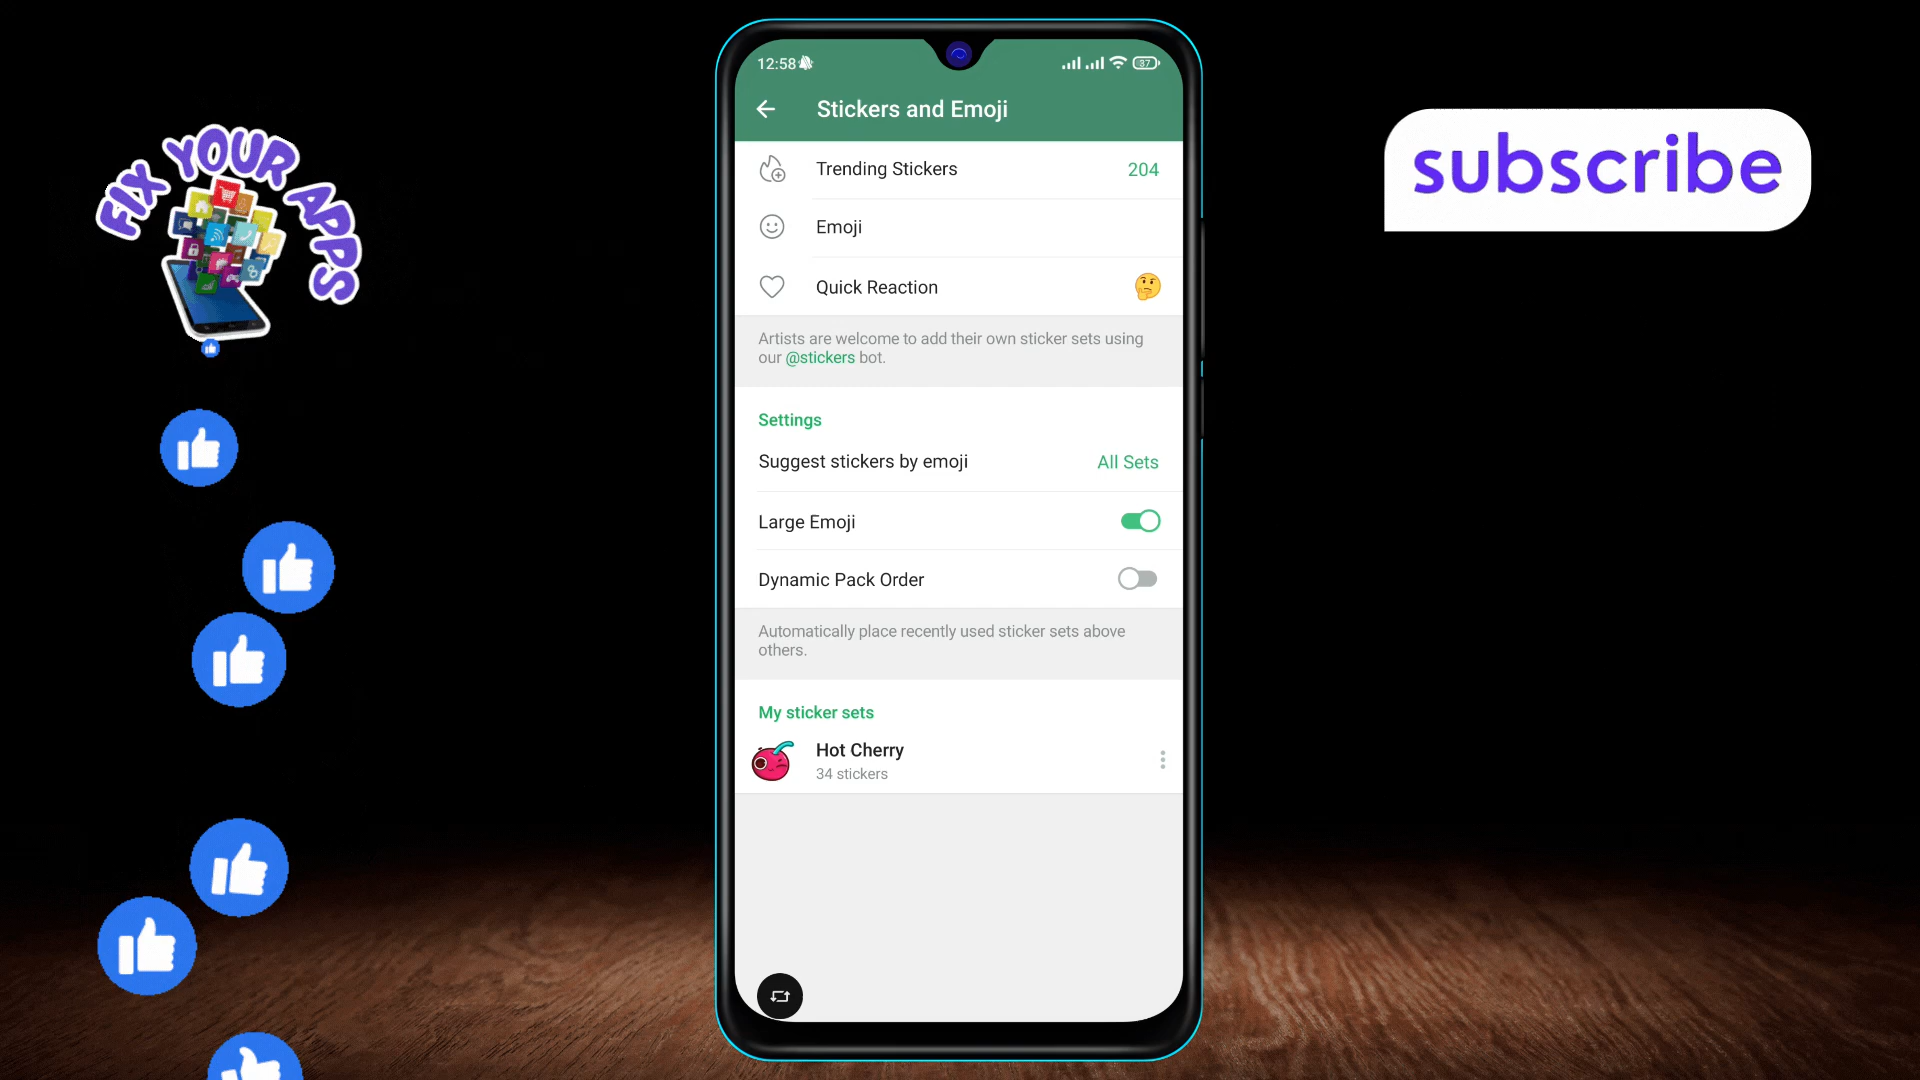 FIX YOUR APPS
subscribe
12:58
37
Stickers and Emoji
Trending Stickers 204
Emoji
Quick Reaction
Artists are welcome to add their own sticker sets using
our @stickers bot.
Settings
Suggest stickers by emoji All Sets
Large Emoji
Dynamic Pack Order
Automatically place recently used sticker sets above
others.
My sticker sets
Hot Cherry
34 stickers